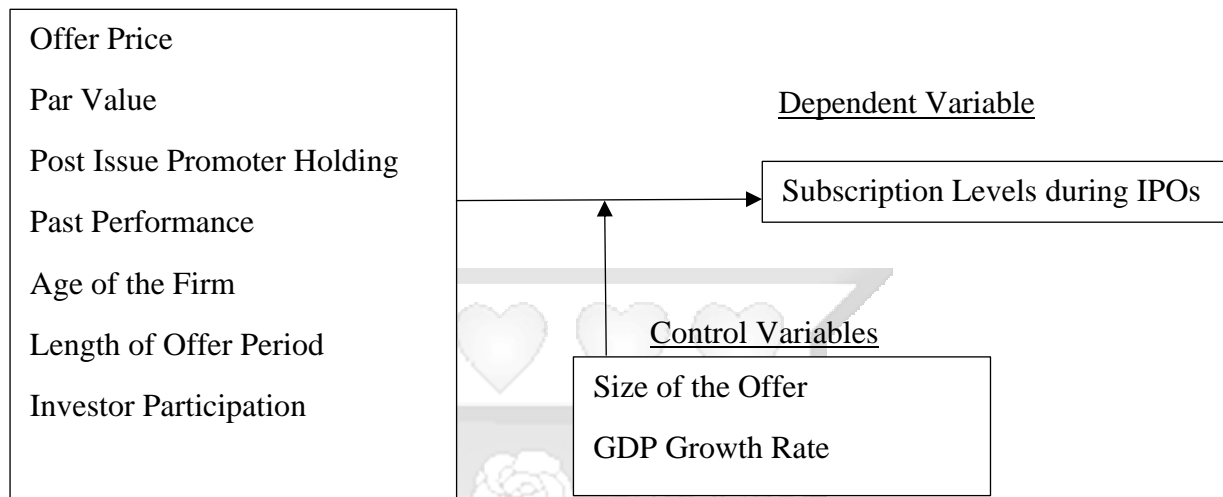 Offer Price
Par Value
Post Issue Promoter Holding
Past Performance
Age of the Firm
Length of Offer Period
Investor Participation
Dependent Variable
Subscription Levels during IPOs
Control Variables
Size of the Offer
GDP Growth Rate